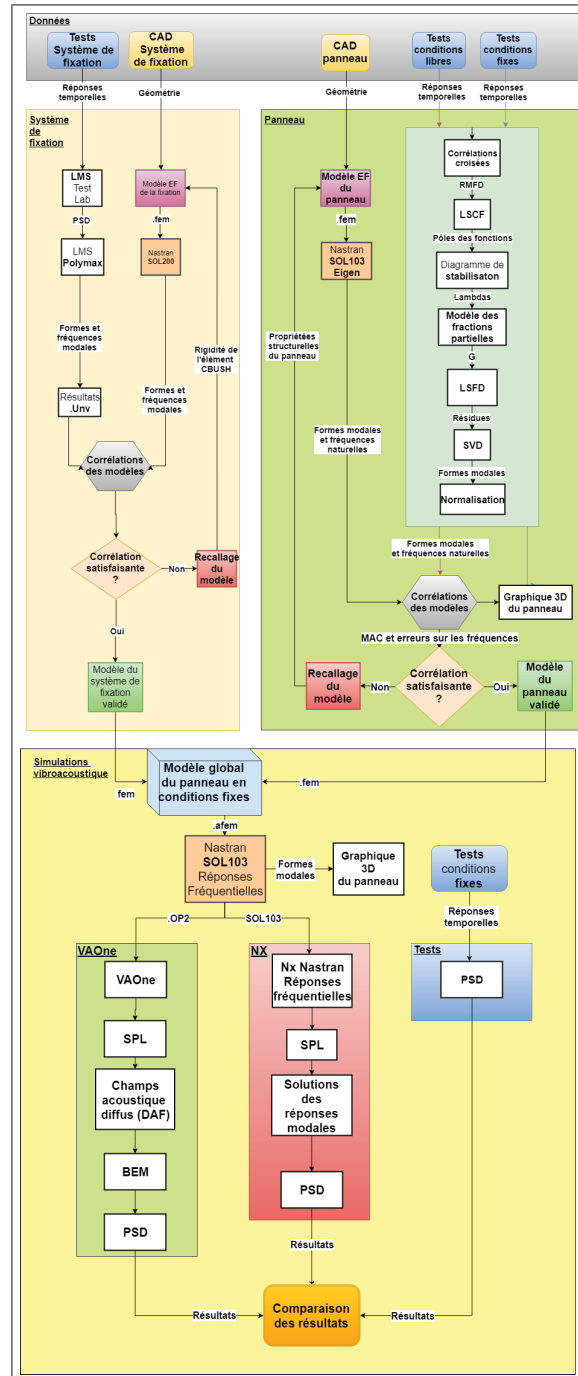 Données
Tests
Système de
fixation
CAD
Système
de fixation
CAD
panneau
Tests
conditions
libres
Tests
conditions
fixes
Réponses
temporelles
Géométrie
Géométrie
Réponses
temporelles
Réponses
temporelles
Système
de
fixation
LMS
Test
Lab
PSD
LMS
Polymax
Formes et
fréquences
modales
Résultats
.Unv
Modèle EF
de la fixation
.fem
Nastran
SOL200
Formes et
fréquences
modales
Rigidité de
l'élément
CBUSH
Corrélations
des modèles
Corrélation
satisfaisante
?
Non
Recallage
du
modèle
Oui
Modèle du
système de
fixation
validé
Panneau
Modèle EF
du
panneau
.fem
Nastran
SOL103
Eigen
Propriétées
structurelles
du panneau
Formes modales
et fréquences
naturelles
Corrélations
croisées
RMFD
LSCF
Pôles des fonctions
Diagramme de
stabilisaton
Lambdas
Modèle des
fractions
partielles
G
LSFD
Résidues
SVD
Formes modales
Normalisation
Formes modales
et fréquences naturelles
Corrélations
des modèles
Graphique 3D
du panneau
MAC et erreurs sur les fréquences
Recallage
du
modèle
Non
Corrélation
satisfaisante
?
Oui
Modèle
du
panneau
validé
Simulations
vibroacoustique
fem
Modèle global
du panneau en
conditions fixes
.fem
.afem
Nastran
SOL103
Réponses
Fréquentielles
Formes
modales
Graphique
3D
du panneau
Tests
conditions
fixes
Réponses
temporelles
.OP2
SOL103
VAOne
VAOne
SPL
Champs
acoustique
diffus (DAF)
BEM
PSD
NX
Nx Nastran
Réponses
fréquentielles
SPL
Solutions
des
réponses
modales
PSD
Tests
PSD
Résultats
Résultats
Comparaison
des résultats
Résultats